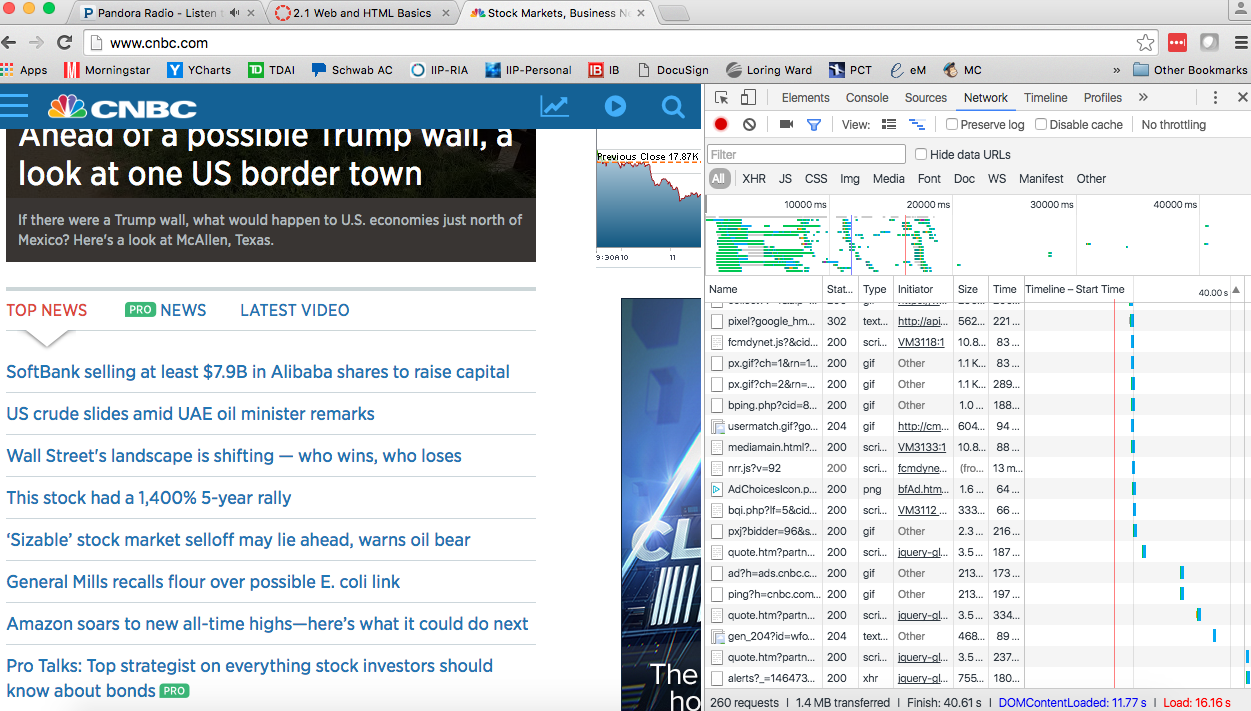 Pandora Radio - Listen t
2.1 Web and HTML Basics
Stock Markets, Business Ne
www.cnbc.com
Apps
Morningstar
YCharts
TD TDAI
Schwab AC
IIP-RIA
IIP-Personal
IB IB
DocuSign
Loring Ward
PCT
eM
MC
»
Other Bookmarks
CNBC
Ahead of a possible Trump wall, a
look at one US border town
If there were a Trump wall, what would happen to U.S. economies just north of
Mexico? Here's a look at McAllen, Texas.
Previous Close 17.87K
9:30A10 11
TOP NEWS
PRO NEWS
LATEST VIDEO
SoftBank selling at least $7.9B in Alibaba shares to raise capital
US crude slides amid UAE oil minister remarks
Wall Street's landscape is shifting — who wins, who loses
This stock had a 1,400% 5-year rally
‘Sizable’ stock market selloff may lie ahead, warns oil bear
General Mills recalls flour over possible E. coli link
Amazon soars to new all-time highs—here’s what it could do next
Pro Talks: Top strategist on everything stock investors should
know about bonds PRO
The
ho
Elements Console Sources Network Timeline Profiles »
View: Preserve log Disable cache No throttling
Filter Hide data URLs
All XHR JS CSS Img Media Font Doc WS Manifest Other
10000 ms 20000 ms 30000 ms 40000 ms
Name Stat... Type Initiator Size Time Timeline – Start Time 40.00 s
pixel?google_hm... 302 text... http://api... 562... 221 ...
fcmdynet.js?&cid... 200 scri... VM3118:1 10.8... 83 ...
px.gif?ch=1&rn=1... 200 gif Other 1.1 K... 83 ...
px.gif?ch=2&rn=... 200 gif Other 1.1 K... 289...
bping.php?cid=8... 200 gif Other 1.0 ... 188...
usermatch.gif?go... 204 gif http://cm... 604... 94 ...
mediamain.html?... 200 scri... VM3133:1 10.8... 88 ...
nrr.js?v=92 200 scri... fcmdyne... (fro... 13 m...
AdChoicesIcon.p... 200 png bfAd.htm... 1.6 ... 64 ...
bqi.php?lf=5&cid... 200 scri... VM3112 ... 333... 66 ...
pxj?bidder=96&s... 200 gif Other 2.3 ... 216...
quote.htm?partn... 200 scri... jquery-gl... 3.5 ... 187...
ad?h=ads.cnbc.c... 200 gif Other 213... 173 ...
ping?h=cnbc.com... 200 gif Other 213... 197 ...
quote.htm?partn... 200 scri... jquery-gl... 3.5 ... 334...
gen_204?id=wfo... 204 text... Other 468... 89 ...
quote.htm?partn... 200 scri... jquery-gl... 3.5 ... 237...
alerts?_=146473... 200 xhr jquery-gl... 755... 180...
260 requests | 1.4 MB transferred | Finish: 40.61 s | DOMContentLoaded: 11.77 s | Load: 16.16 s